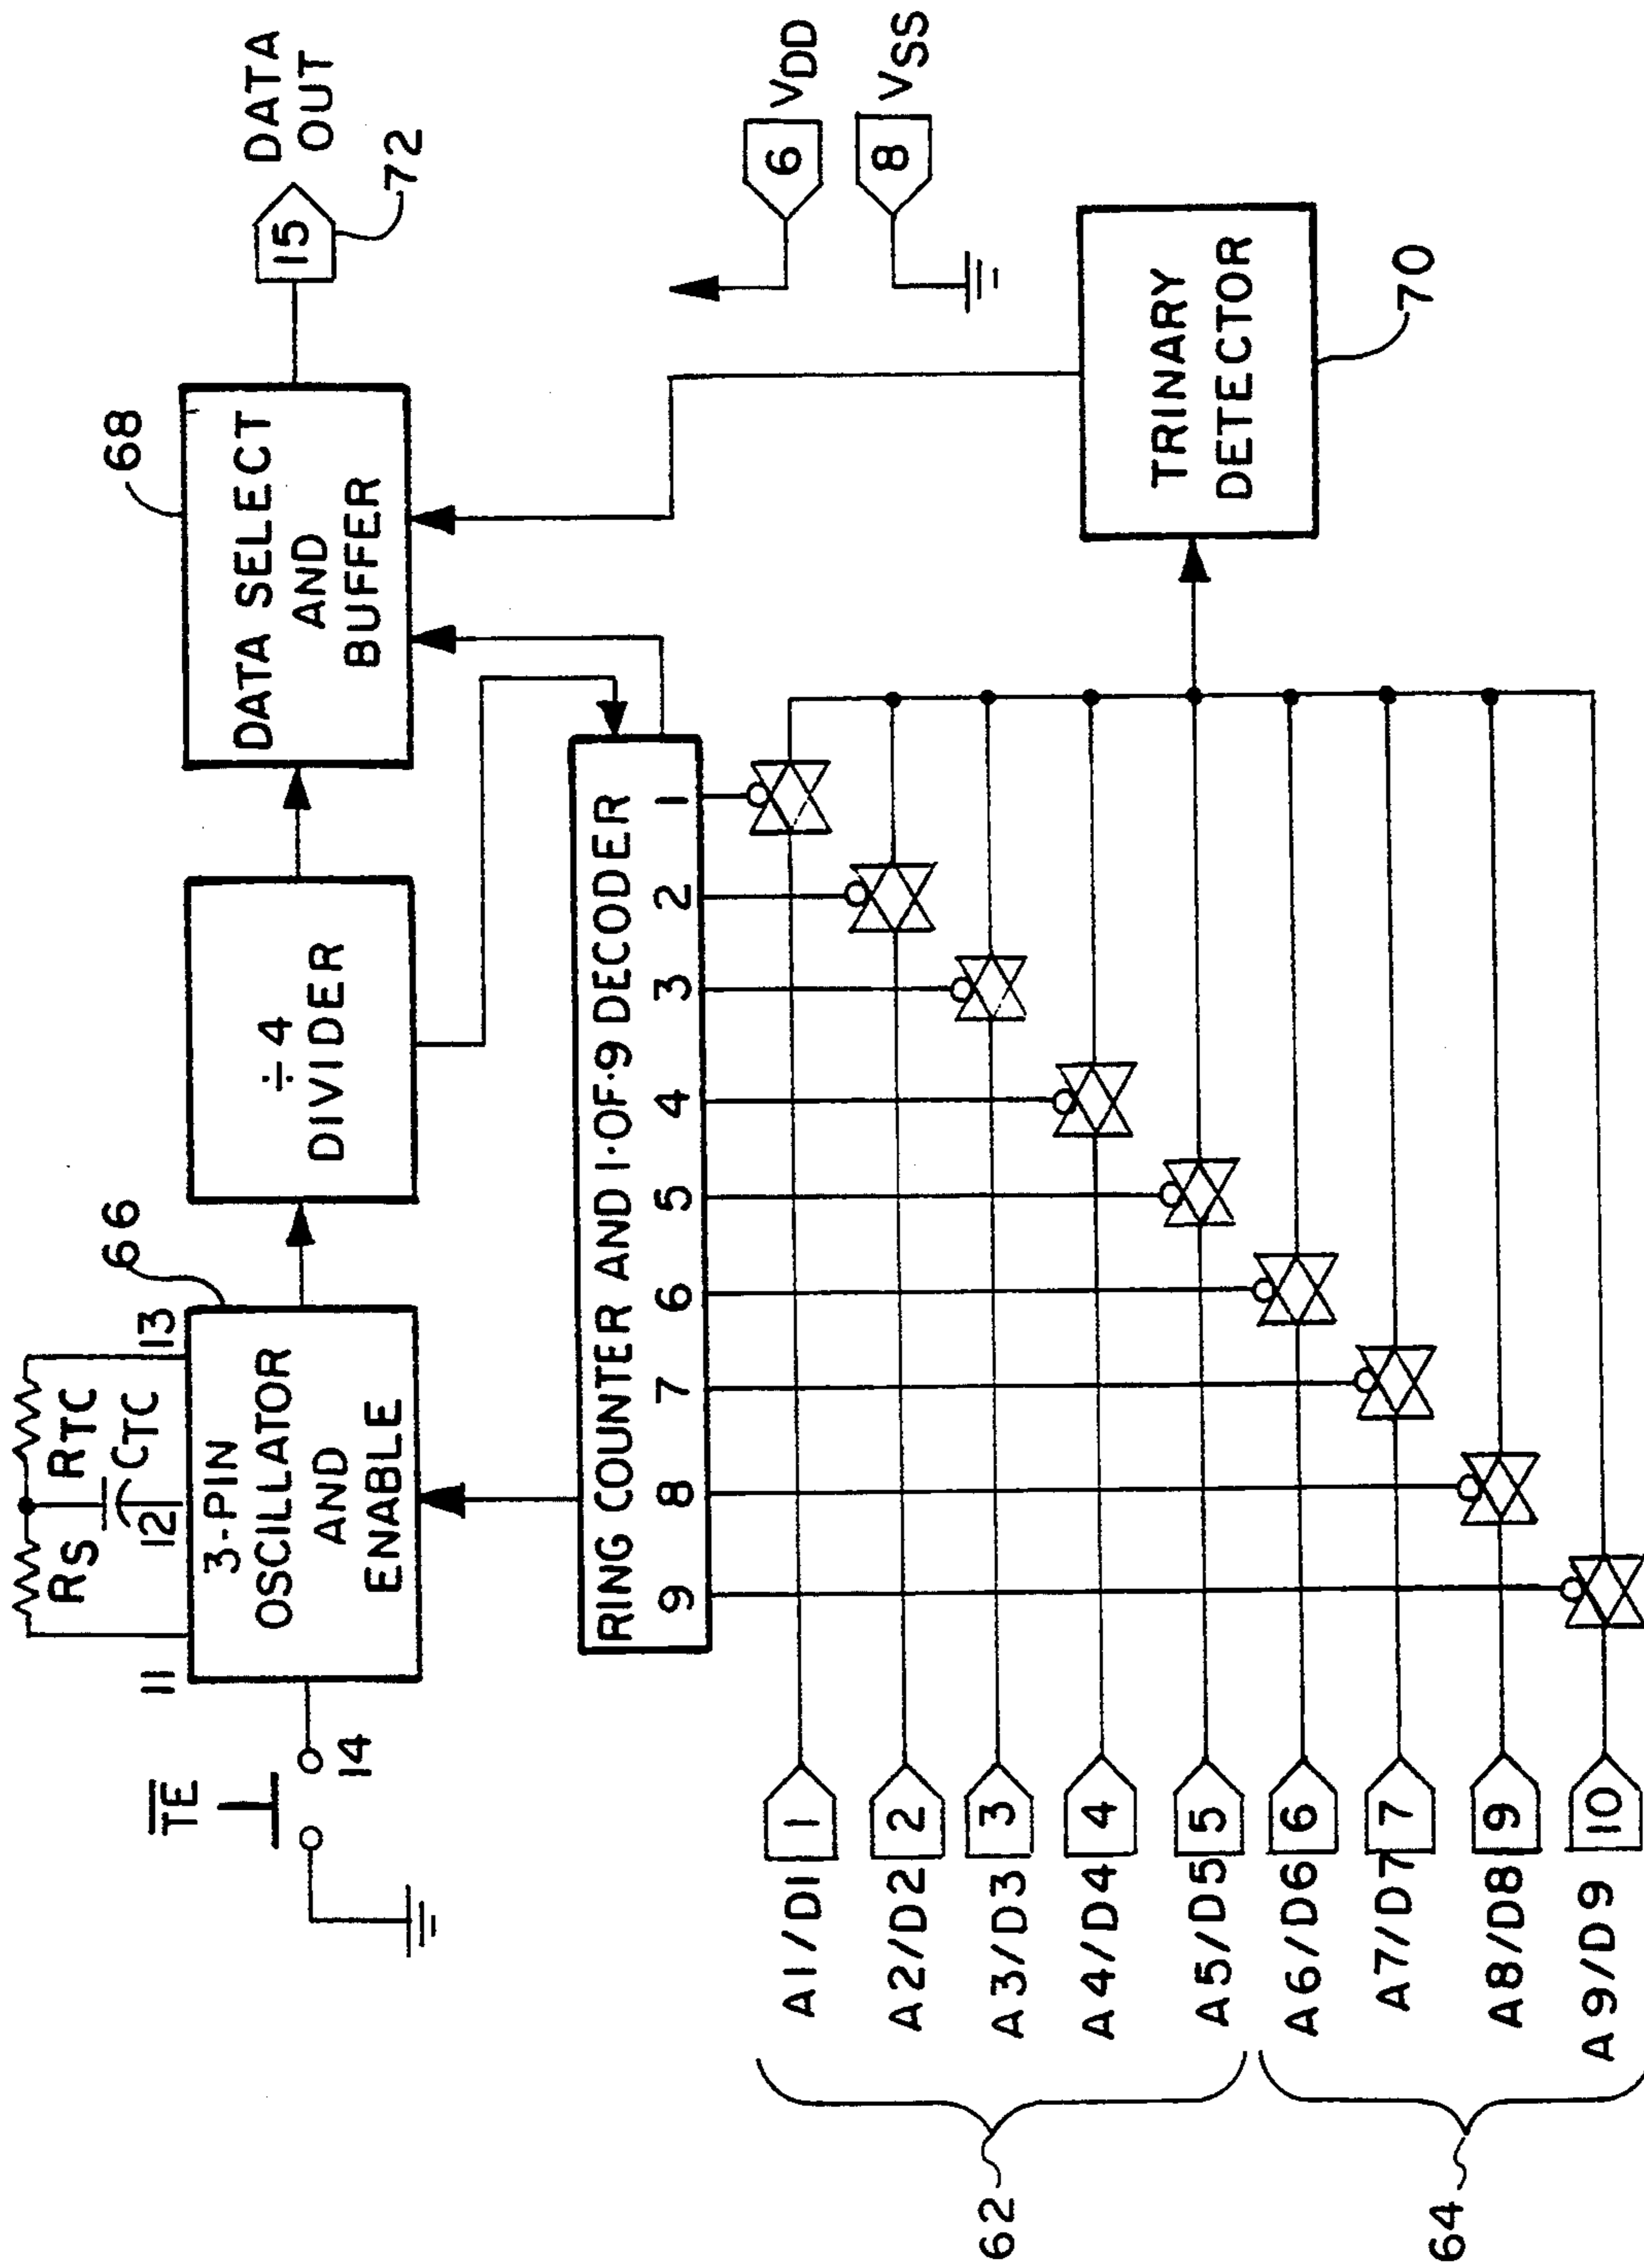 TE
14
11
RS
RTC
CTC
12
13
66
3-PIN
OSCILLATOR
AND
ENABLE
÷4
DIVIDER
68
DATA SELECT
AND
BUFFER
15
DATA
OUT
72
RING COUNTER AND 1-OF-9 DECODER
9 8 7 6 5 4 3 2 1
6 VDD
8 VSS
TRINARY
DETECTOR
70
A1/D1 1
A2/D2 2
A3/D3 3
A4/D4 4
A5/D5 5
A6/D6 6
A7/D7 7
A8/D8 9
A9/D9 10
62
64